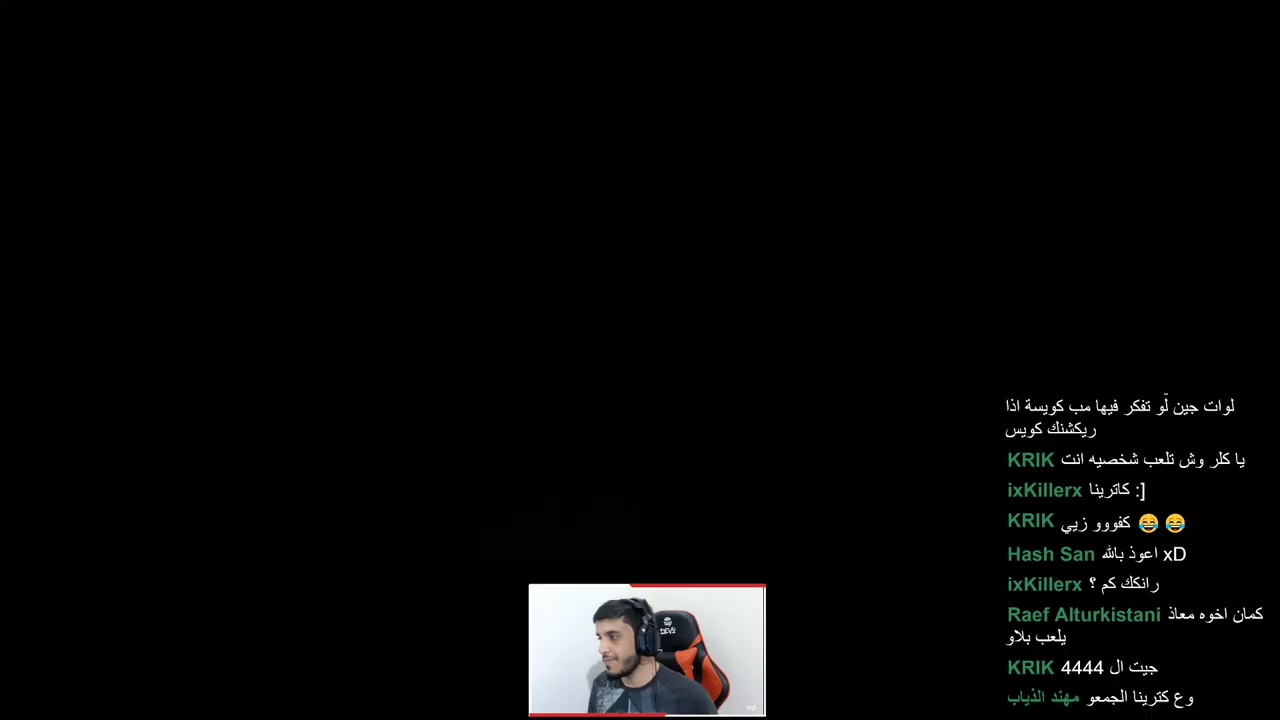 لوات جين لّو تفكر فيها مب كويسة اذا
ريكشنك كويس
KRIK يا كلر وش تلعب شخصيه انت
ixKillerx كاترينا :]
KRIK كفووو زيي 😂 😂
Hash San اعوذ بالله xD
ixKillerx رانكك كم ؟
Raef Alturkistani كمان اخوه معاذ
يلعب بلاو
KRIK جيت ال 4444
مهند الذياب وع كترينا الجمعو
DEV